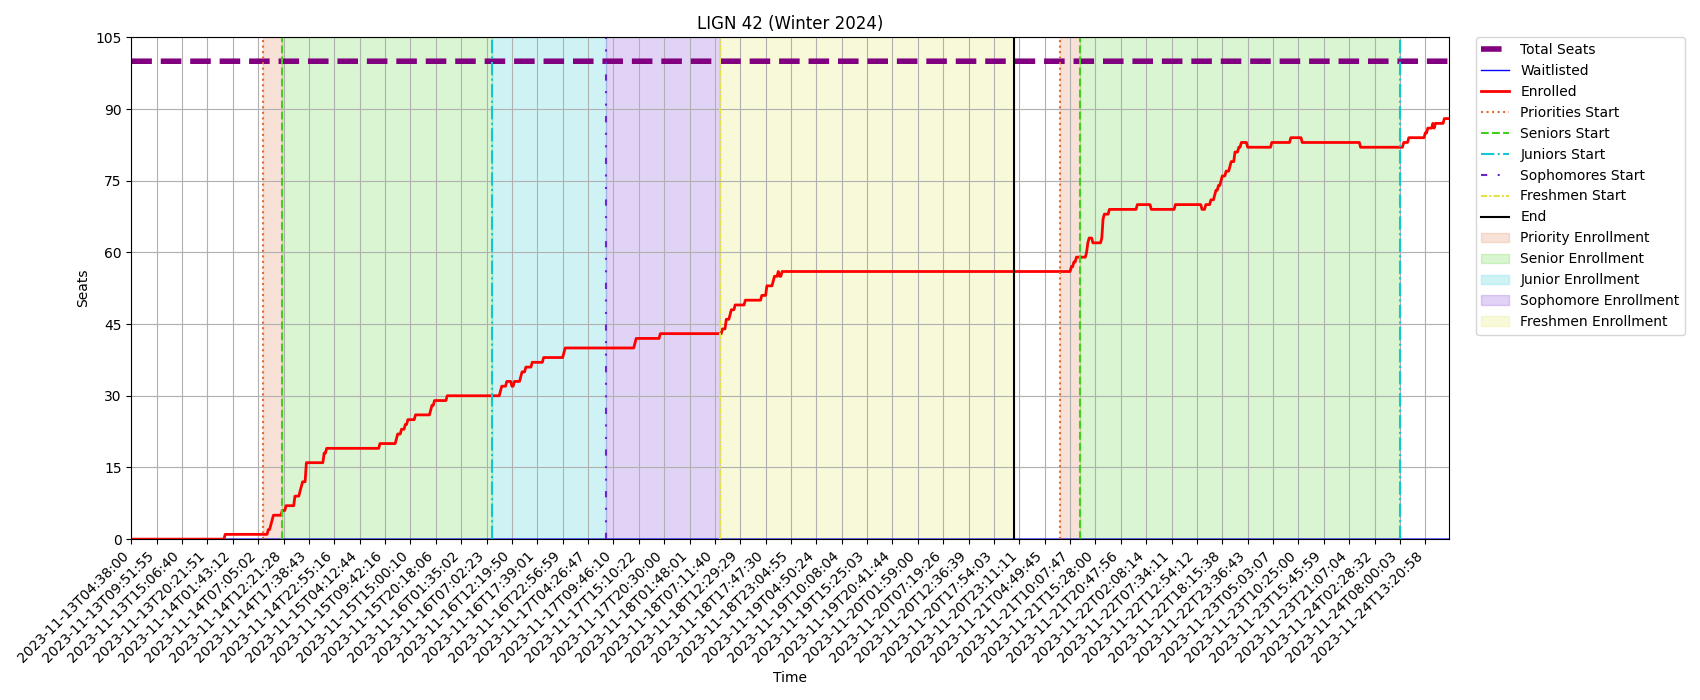 LIGN 42 (Winter 2024)
105
90
75
60
45
30
15
0
Seats
2023-11-13T04:38:00
2023-11-13T09:51:55
2023-11-13T15:06:40
2023-11-13T20:21:51
2023-11-14T01:43:12
2023-11-14T07:05:02
2023-11-14T12:21:28
2023-11-14T17:38:43
2023-11-14T22:55:16
2023-11-15T04:12:44
2023-11-15T09:42:16
2023-11-15T15:00:10
2023-11-15T20:18:06
2023-11-16T01:35:02
2023-11-16T07:02:23
2023-11-16T12:19:50
2023-11-16T17:39:01
2023-11-16T22:56:59
2023-11-17T04:26:47
2023-11-17T09:46:10
2023-11-17T15:10:22
2023-11-17T20:30:00
2023-11-18T01:48:01
2023-11-18T07:11:40
2023-11-18T12:29:29
2023-11-18T17:47:30
2023-11-18T23:04:55
2023-11-19T04:50:24
2023-11-19T10:08:04
2023-11-19T15:25:03
2023-11-19T20:41:44
2023-11-20T01:59:00
2023-11-20T07:19:26
2023-11-20T12:36:39
2023-11-20T17:54:03
2023-11-20T23:11:11
2023-11-21T04:49:45
2023-11-21T10:07:47
2023-11-21T15:28:00
2023-11-21T20:47:56
2023-11-22T02:08:14
2023-11-22T07:34:11
2023-11-22T12:54:12
2023-11-22T18:15:38
2023-11-22T23:36:43
2023-11-23T05:03:07
2023-11-23T10:25:00
2023-11-23T15:45:59
2023-11-23T21:07:04
2023-11-24T02:28:32
2023-11-24T08:00:03
2023-11-24T13:20:58
Time
Total Seats
Waitlisted
Enrolled
Priorities Start
Seniors Start
Juniors Start
Sophomores Start
Freshmen Start
End
Priority Enrollment
Senior Enrollment
Junior Enrollment
Sophomore Enrollment
Freshmen Enrollment